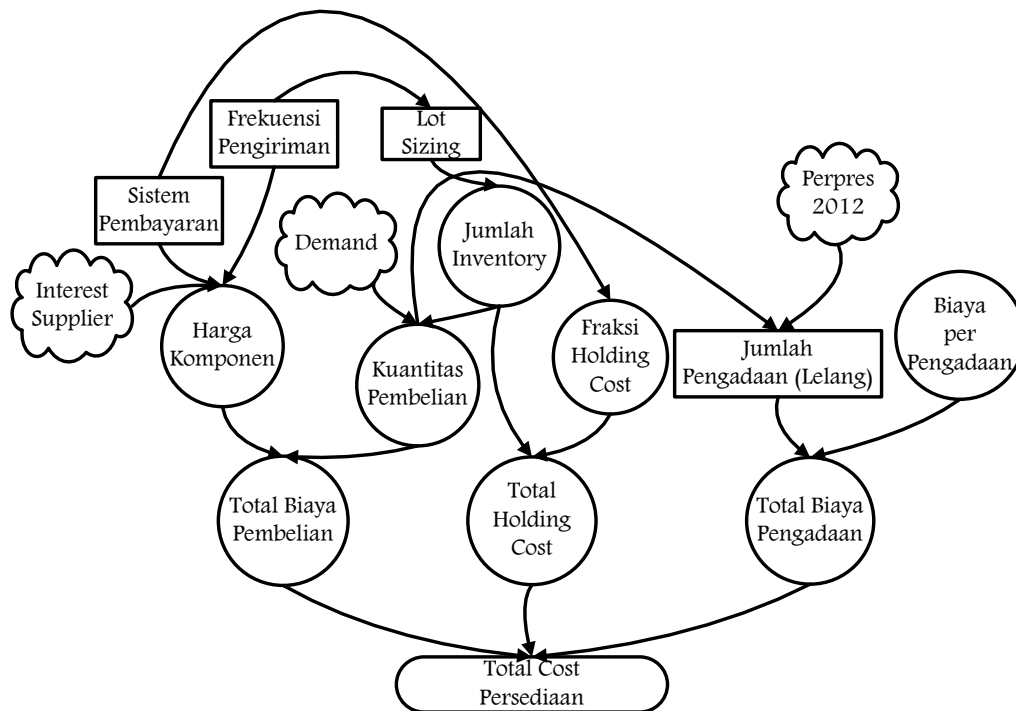 Frekuensi
Pengiriman
Lot
Sizing
Sistem
Pembayaran
Perpres
2012
Demand
Jumlah
Inventory
Interest
Supplier
Harga
Komponen
Kuantitas
Pembelian
Fraksi
Holding
Cost
Jumlah
Pengadaan (Lelang)
Biaya
per
Pengadaan
Total Biaya
Pembelian
Total
Holding
Cost
Total Biaya
Pengadaan
Total Cost
Persediaan